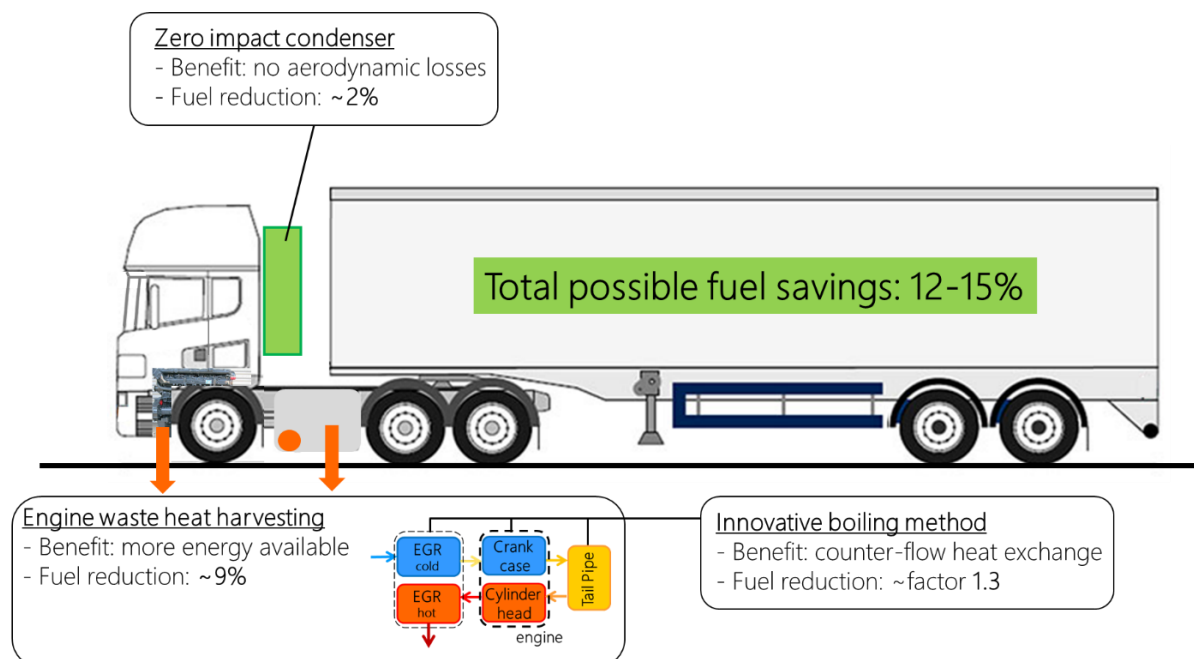 Zero impact condenser
- Benefit: no aerodynamic losses
- Fuel reduction: ~2%
Total possible fuel savings: 12-15%
Engine waste heat harvesting
- Benefit: more energy available
- Fuel reduction: ~9%
EGR
cold
Crank
case
Tail Pipe
EGR
hot
Cylinder
head
engine
Innovative boiling method
- Benefit: counter-flow heat exchange
- Fuel reduction: ~factor 1.3